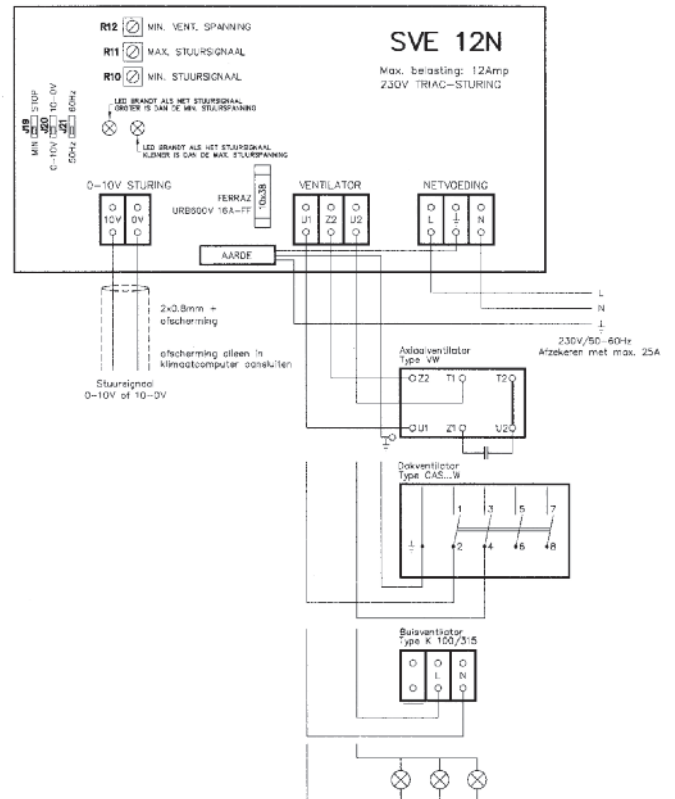 R12 MIN. VENT. SPANNING
R11 MAX. STUURSIGNAAL
R10 MIN. STUURSIGNAAL
SVE 12N
Max. belasting: 12Amp
230V TRIAC-STURING
LED BRANDT ALS HET STUURSIGNAAL
GROTER IS DAN DE MIN. STUURSPANNING
LED BRANDT ALS HET STUURSIGNAAL
KLEINER IS DAN DE MAX. STUURSPANNING
MIN J19 STOP
0-10V J20 10-0V
50Hz J21 60Hz
0-10V STURING
10V 0V
FERRAZ
URB600V 16A-FF
10x38
VENTILATOR
U1 Z2 U2
NETVOEDING
L N
AARDE
2x0.8mm +
afscherming
afscherming alleen in
klimaatcomputer aansluiten
Stuursignaal
0-10V of 10-0V
L
N
230V/50-60Hz
Afzekeren met max. 25A
Axiaalventilator
Type VW
Z2 T1 T2
U1 Z1 U2
Dakventilator
Type CAS...W
1 3 5 7
2 4 6 8
Buisventilator
Type K 100/315
L N